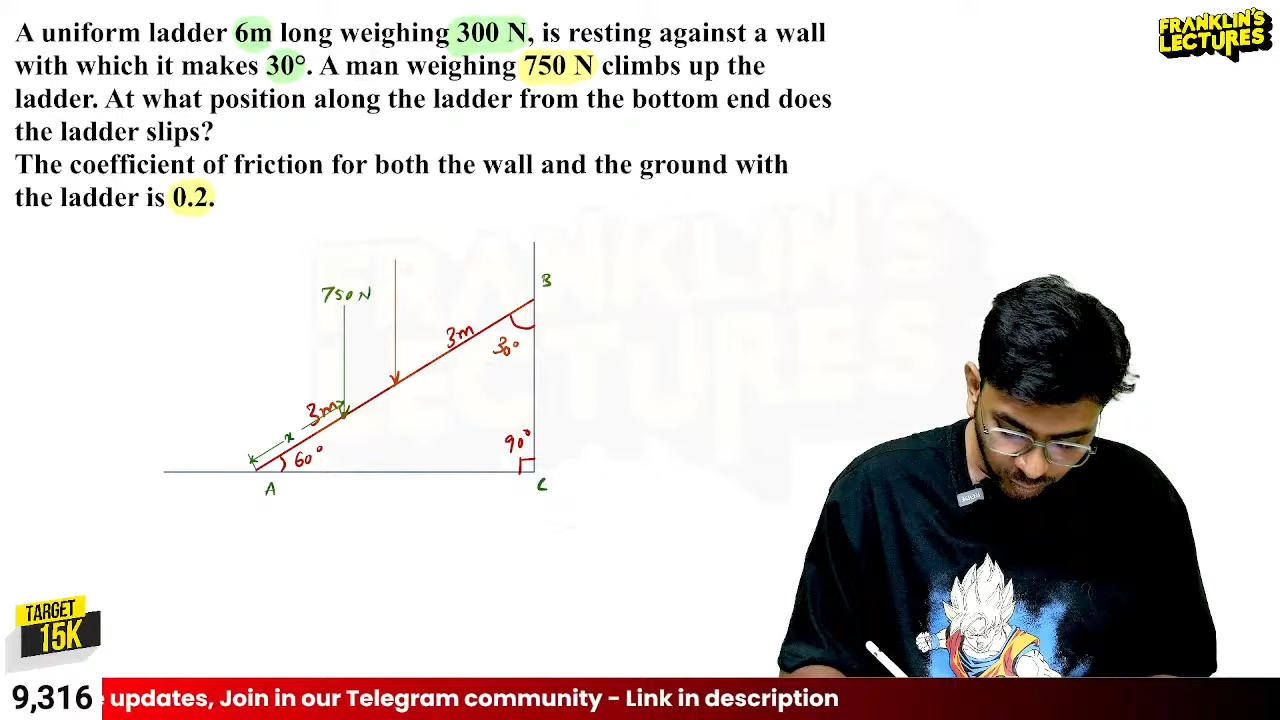 A uniform ladder 6m long weighing 300 N, is resting against a wall
with which it makes 30°. A man weighing 750 N climbs up the
ladder. At what position along the ladder from the bottom end does
the ladder slips?
The coefficient of friction for both the wall and the ground with
the ladder is 0.2.
FRANKLIN'S
LECTURES
FRANKLIN'S
LECTURES
B
750 N
3m
30°
3m
x
60°
90°
A
C
TARGET
15K
9,316
e updates, Join in our Telegram community - Link in description